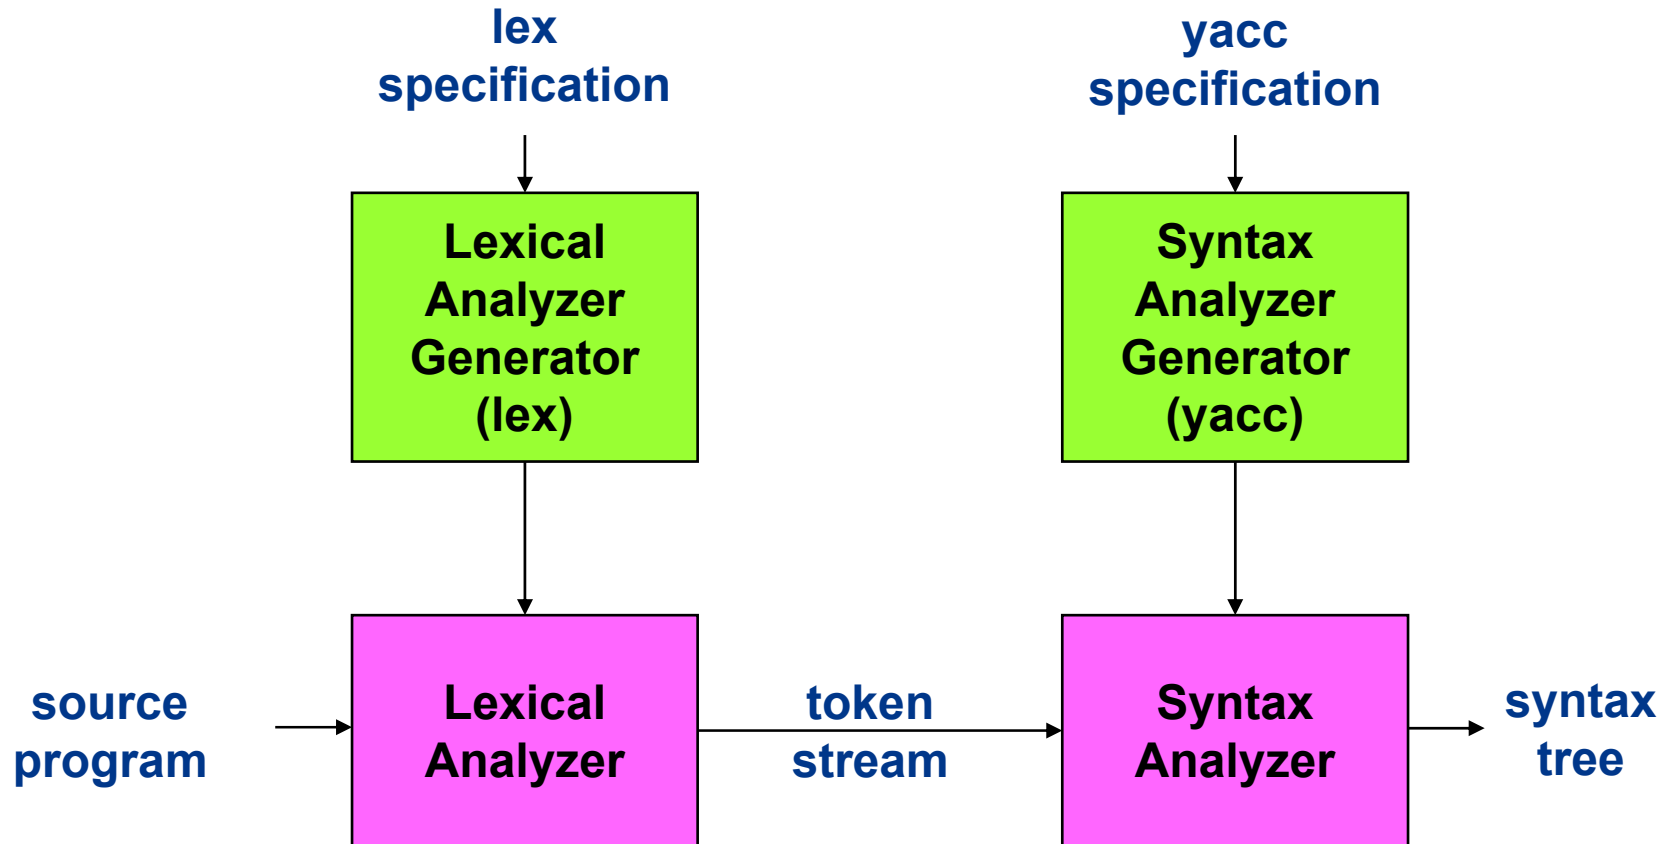 lex
specification
yacc
specification
Lexical
Analyzer
Generator
(lex)
Syntax
Analyzer
Generator
(yacc)
source
program
Lexical
Analyzer
token
stream
Syntax
Analyzer
syntax
tree